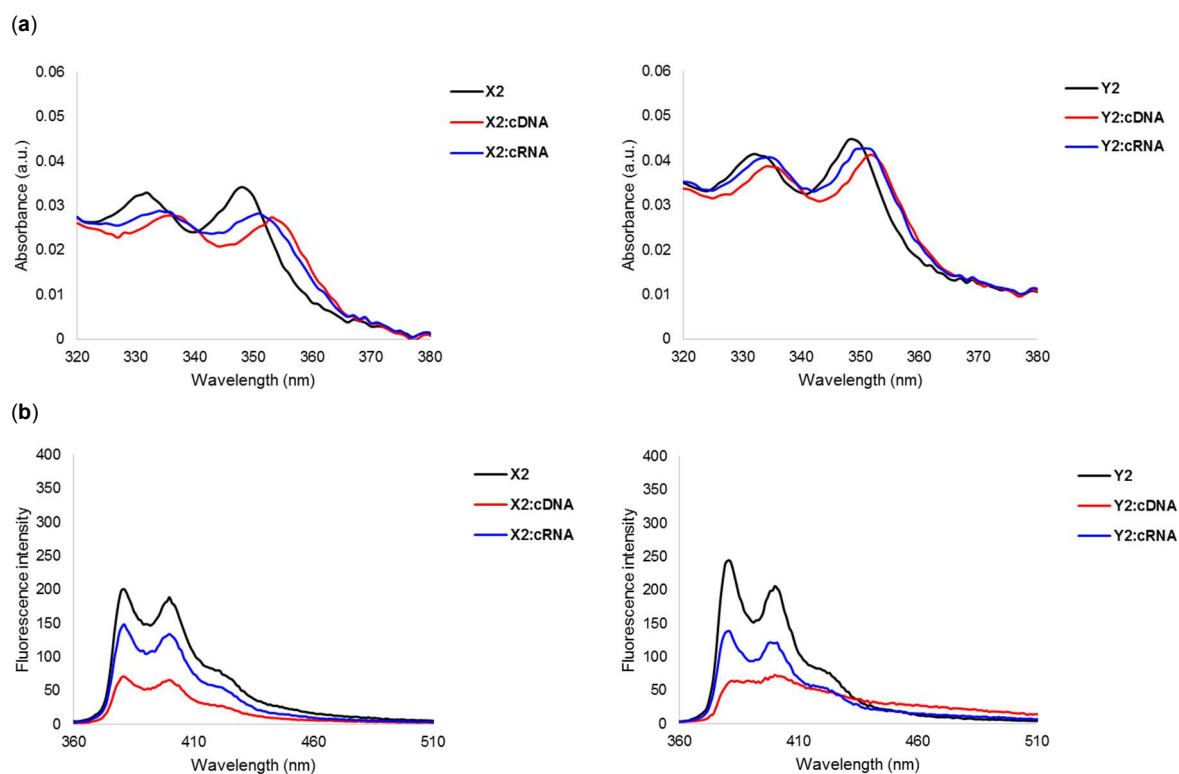 (a)
0.06
0.05
0.04
0.03
0.02
0.01
0
Absorbance (a.u.)
320 330 340 350 360 370 380
Wavelength (nm)
X2
X2:cDNA
X2:cRNA
0.06
0.05
0.04
0.03
0.02
0.01
0
Absorbance (a.u.)
320 330 340 350 360 370 380
Wavelength (nm)
Y2
Y2:cDNA
Y2:cRNA
(b)
400
350
300
250
200
150
100
50
0
Fluorescence intensity
360 410 460 510
Wavelength (nm)
X2
X2:cDNA
X2:cRNA
400
350
300
250
200
150
100
50
0
Fluorescence intensity
360 410 460 510
Wavelength (nm)
Y2
Y2:cDNA
Y2:cRNA